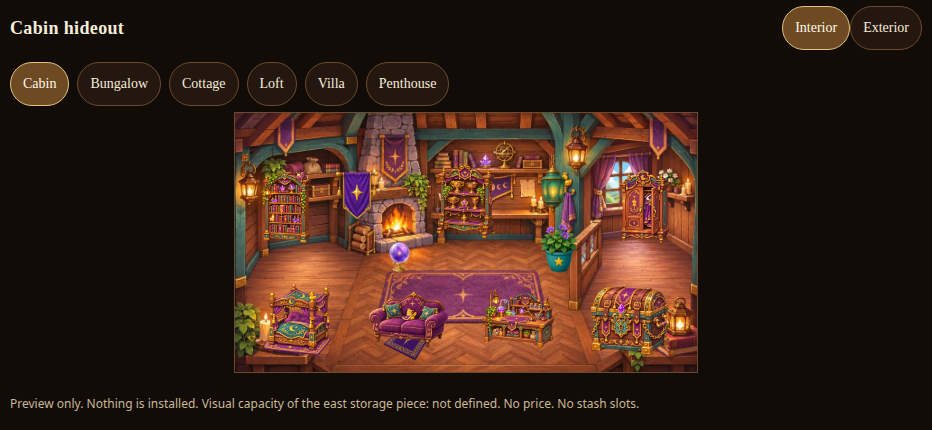 Cabin hideout
Interior
Exterior
Cabin
Bungalow
Cottage
Loft
Villa
Penthouse
Preview only. Nothing is installed. Visual capacity of the east storage piece: not defined. No price. No stash slots.